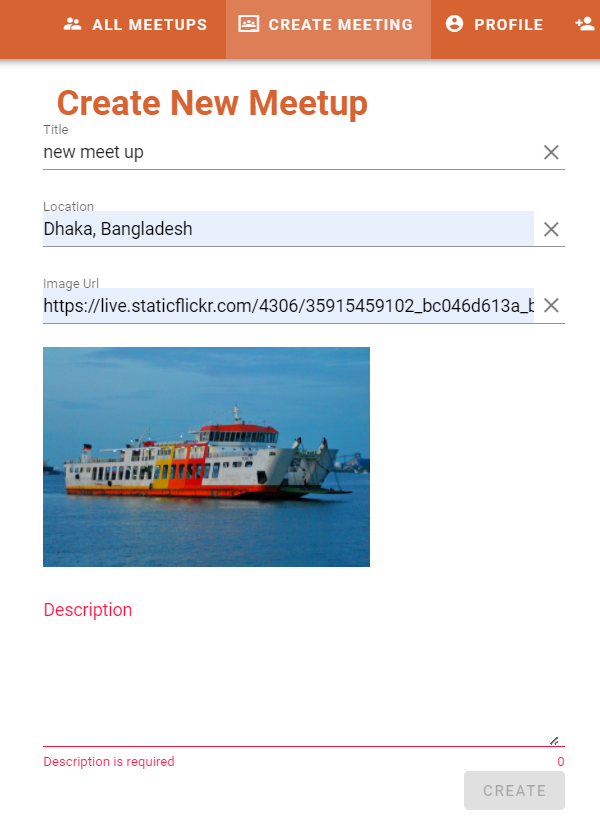 ALL MEETUPS CREATE MEETING PROFILE
Create New Meetup
Title
new meet up
Location
Dhaka, Bangladesh
Image Url
https://live.staticflickr.com/4306/35915459102_bc046d613a_b
Description
Description is required 0
CREATE